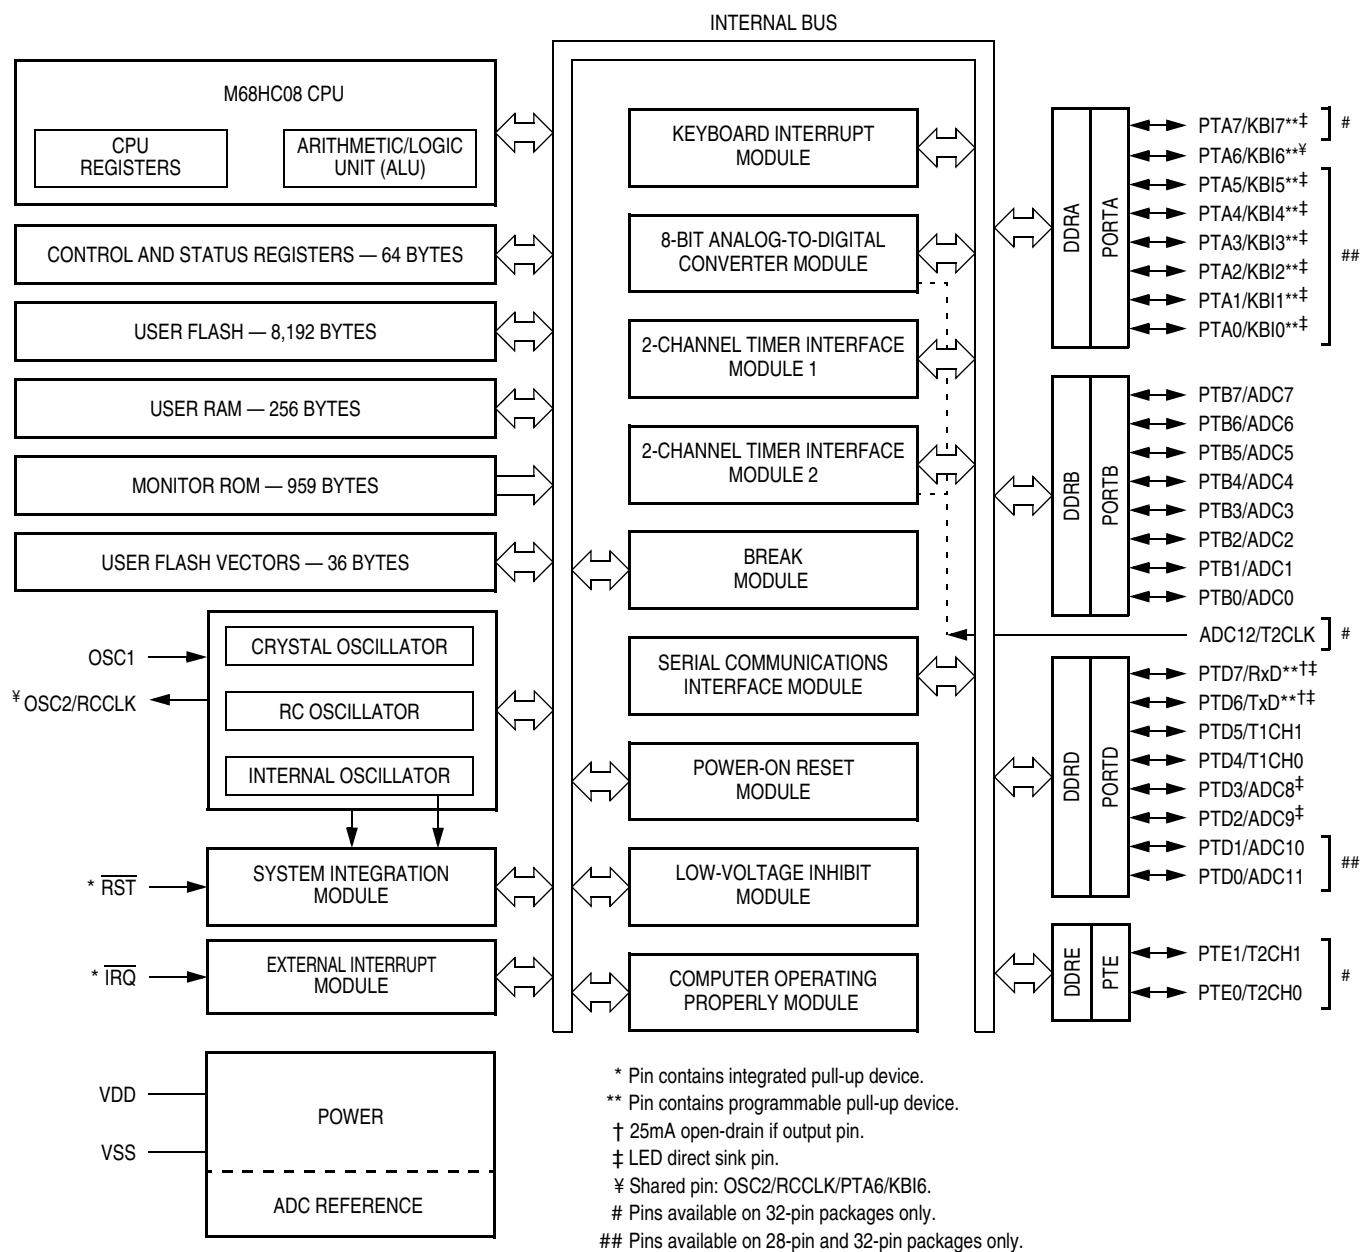 INTERNAL BUS
M68HC08 CPU
CPU
REGISTERS
ARITHMETIC/LOGIC
UNIT (ALU)
CONTROL AND STATUS REGISTERS — 64 BYTES
USER FLASH — 8,192 BYTES
USER RAM — 256 BYTES
MONITOR ROM — 959 BYTES
USER FLASH VECTORS — 36 BYTES
OSC1
¥ OSC2/RCCLK
CRYSTAL OSCILLATOR
RC OSCILLATOR
INTERNAL OSCILLATOR
* RST
SYSTEM INTEGRATION
MODULE
* IRQ
EXTERNAL INTERRUPT
MODULE
VDD
VSS
POWER
ADC REFERENCE
KEYBOARD INTERRUPT
MODULE
8-BIT ANALOG-TO-DIGITAL
CONVERTER MODULE
2-CHANNEL TIMER INTERFACE
MODULE 1
2-CHANNEL TIMER INTERFACE
MODULE 2
BREAK
MODULE
SERIAL COMMUNICATIONS
INTERFACE MODULE
POWER-ON RESET
MODULE
LOW-VOLTAGE INHIBIT
MODULE
COMPUTER OPERATING
PROPERLY MODULE
DDRA
PORTA
PTA7/KBI7**‡
#
PTA6/KBI6**¥
PTA5/KBI5**‡
PTA4/KBI4**‡
PTA3/KBI3**‡
PTA2/KBI2**‡
PTA1/KBI1**‡
PTA0/KBI0**‡
##
DDRB
PORTB
PTB7/ADC7
PTB6/ADC6
PTB5/ADC5
PTB4/ADC4
PTB3/ADC3
PTB2/ADC2
PTB1/ADC1
PTB0/ADC0
ADC12/T2CLK
#
DDRD
PORTD
PTD7/RxD**†‡
PTD6/TxD**†‡
PTD5/T1CH1
PTD4/T1CH0
PTD3/ADC8‡
PTD2/ADC9‡
PTD1/ADC10
PTD0/ADC11
##
DDRE
PTE
PTE1/T2CH1
PTE0/T2CH0
#
* Pin contains integrated pull-up device.
** Pin contains programmable pull-up device.
† 25mA open-drain if output pin.
‡ LED direct sink pin.
¥ Shared pin: OSC2/RCCLK/PTA6/KBI6.
# Pins available on 32-pin packages only.
## Pins available on 28-pin and 32-pin packages only.